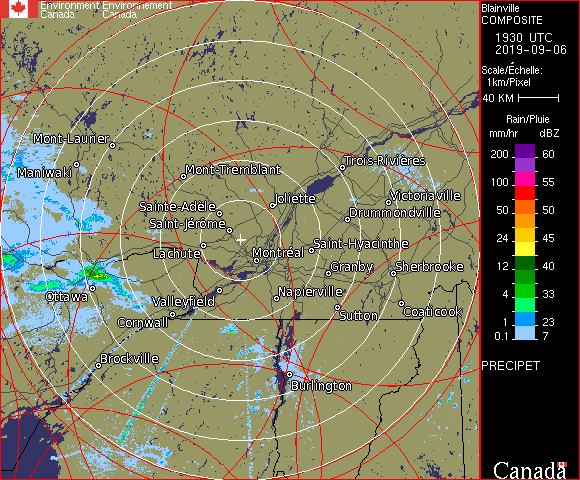 Environment Environnement
Canada Canada
Blainville
COMPOSITE
1930 UTC
2019-09-06
Scale/Échelle:
1km/Pixel
40 KM
Rain/Pluie
mm/hr dBZ
200 60
100 55
50 50
24 45
12 40
4 33
1 23
0.1 7
PRECIPET
Canada
Mont-Laurier
Maniwaki
Mont-Tremblant
Trois-Rivières
Joliette
Victoriaville
Sainte-Adèle
Drummondville
Saint-Jérôme
Lachute
Montréal
Saint-Hyacinthe
Granby
Sherbrooke
Ottawa
Valleyfield
Napierville
Cornwall
Sutton
Coaticook
Brockville
Burlington